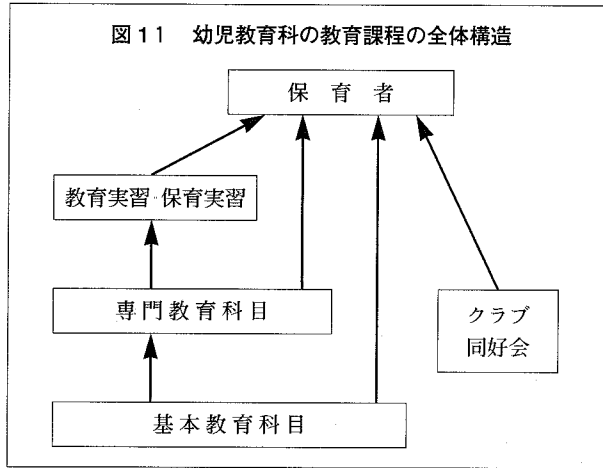 図11 幼児教育科の教育課程の全体構造
保育者
教育実習・保育実習
専門教育科目
クラブ
同好会
基本教育科目